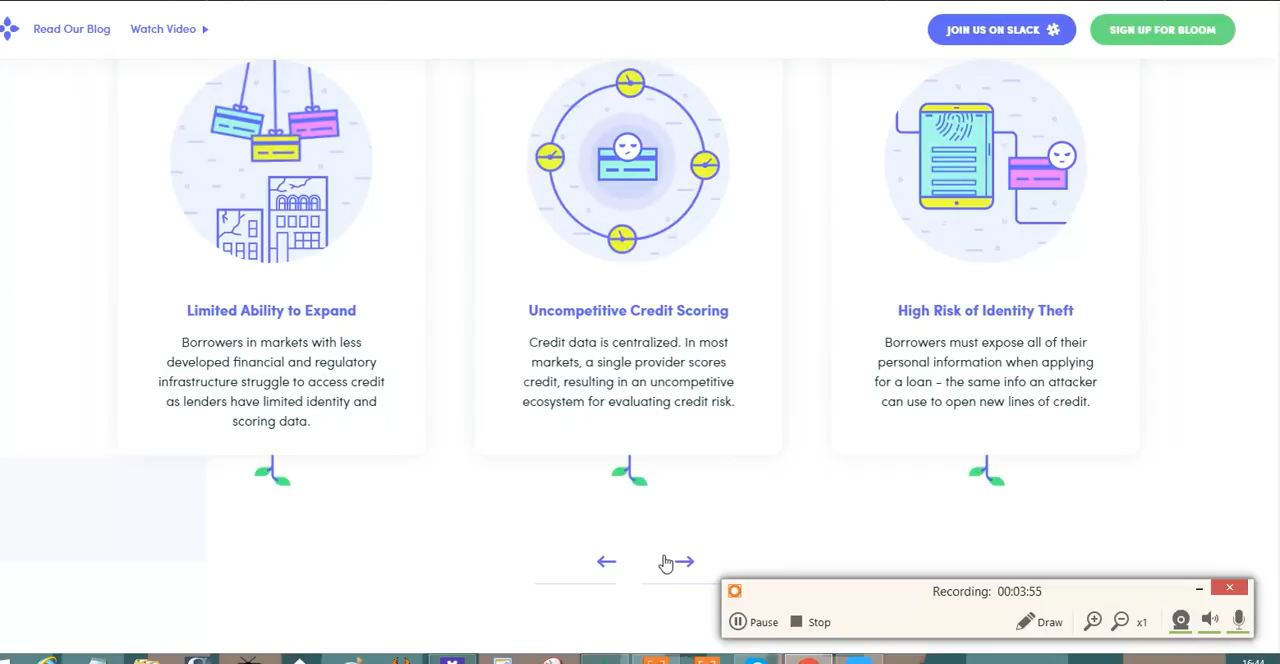 Read Our Blog Watch Video JOIN US ON SLACK SIGN UP FOR BLOOM
Limited Ability to Expand
Borrowers in markets with less
developed financial and regulatory
infrastructure struggle to access credit
as lenders have limited identity and
scoring data.
Uncompetitive Credit Scoring
Credit data is centralized. In most
markets, a single provider scores
credit, resulting in an uncompetitive
ecosystem for evaluating credit risk.
High Risk of Identity Theft
Borrowers must expose all of their
personal information when applying
for a loan - the same info an attacker
can use to open new lines of credit.
Recording: 00:03:55
Pause Stop Draw x1
16:44